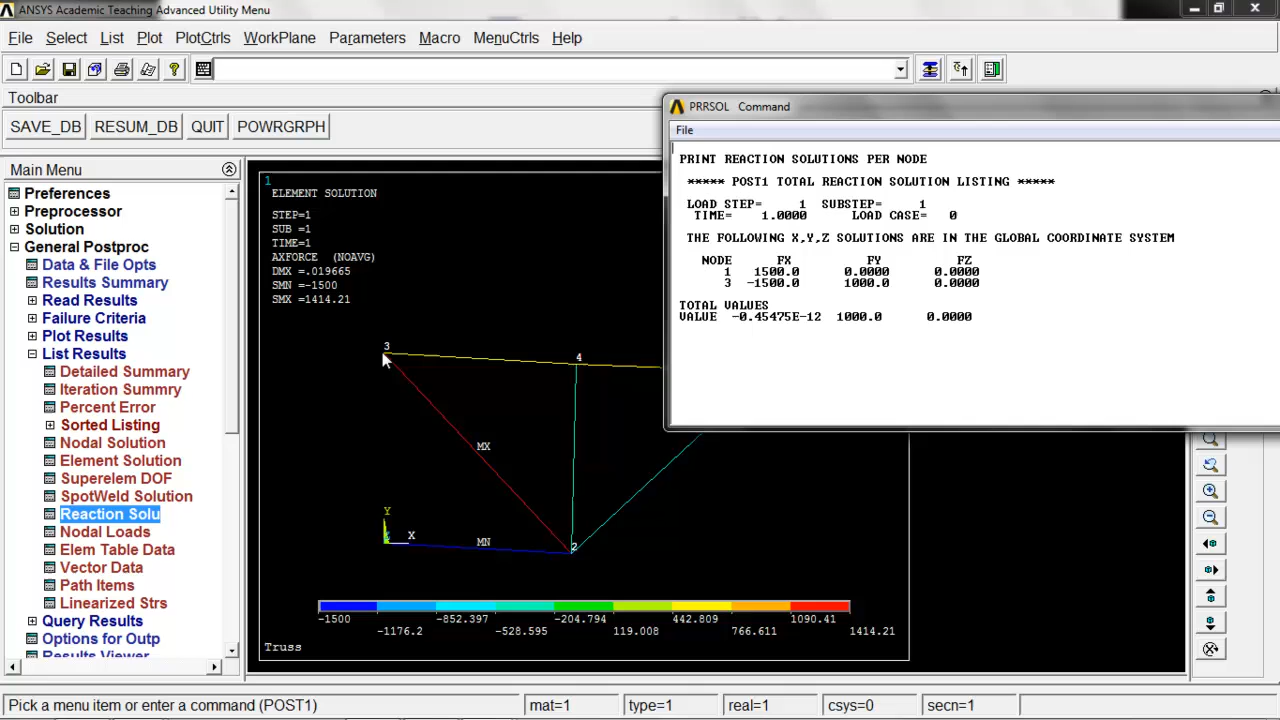 ANSYS Academic Teaching Advanced Utility Menu
File Select List Plot PlotCtrls WorkPlane Parameters Macro MenuCtrls Help
Toolbar
SAVE_DB RESUM_DB QUIT POWRGRPH
Main Menu
Preferences
Preprocessor
Solution
General Postproc
Data & File Opts
Results Summary
Read Results
Failure Criteria
Plot Results
List Results
Detailed Summary
Iteration Summry
Percent Error
Sorted Listing
Nodal Solution
Element Solution
Superelem DOF
SpotWeld Solution
Reaction Solu
Nodal Loads
Elem Table Data
Vector Data
Path Items
Linearized Strs
Query Results
Options for Outp
Results Viewer
1
ELEMENT SOLUTION
STEP=1
SUB =1
TIME=1
AXFORCE (NOAVG)
DMX =.019665
SMN =-1500
SMX =1414.21
3
4
MX
Y
X
MN
2
-1500 -852.397 -204.794 442.809 1090.41
-1176.2 -528.595 119.008 766.611 1414.21
Truss
PRRSOL Command
File
PRINT REACTION SOLUTIONS PER NODE
***** POST1 TOTAL REACTION SOLUTION LISTING *****
LOAD STEP= 1 SUBSTEP= 1
TIME= 1.0000 LOAD CASE= 0
THE FOLLOWING X,Y,Z SOLUTIONS ARE IN THE GLOBAL COORDINATE SYSTEM
NODE FX FY FZ
1 1500.0 0.0000 0.0000
3 -1500.0 1000.0 0.0000
TOTAL VALUES
VALUE -0.45475E-12 1000.0 0.0000
Pick a menu item or enter a command (POST1) mat=1 type=1 real=1 csys=0 secn=1